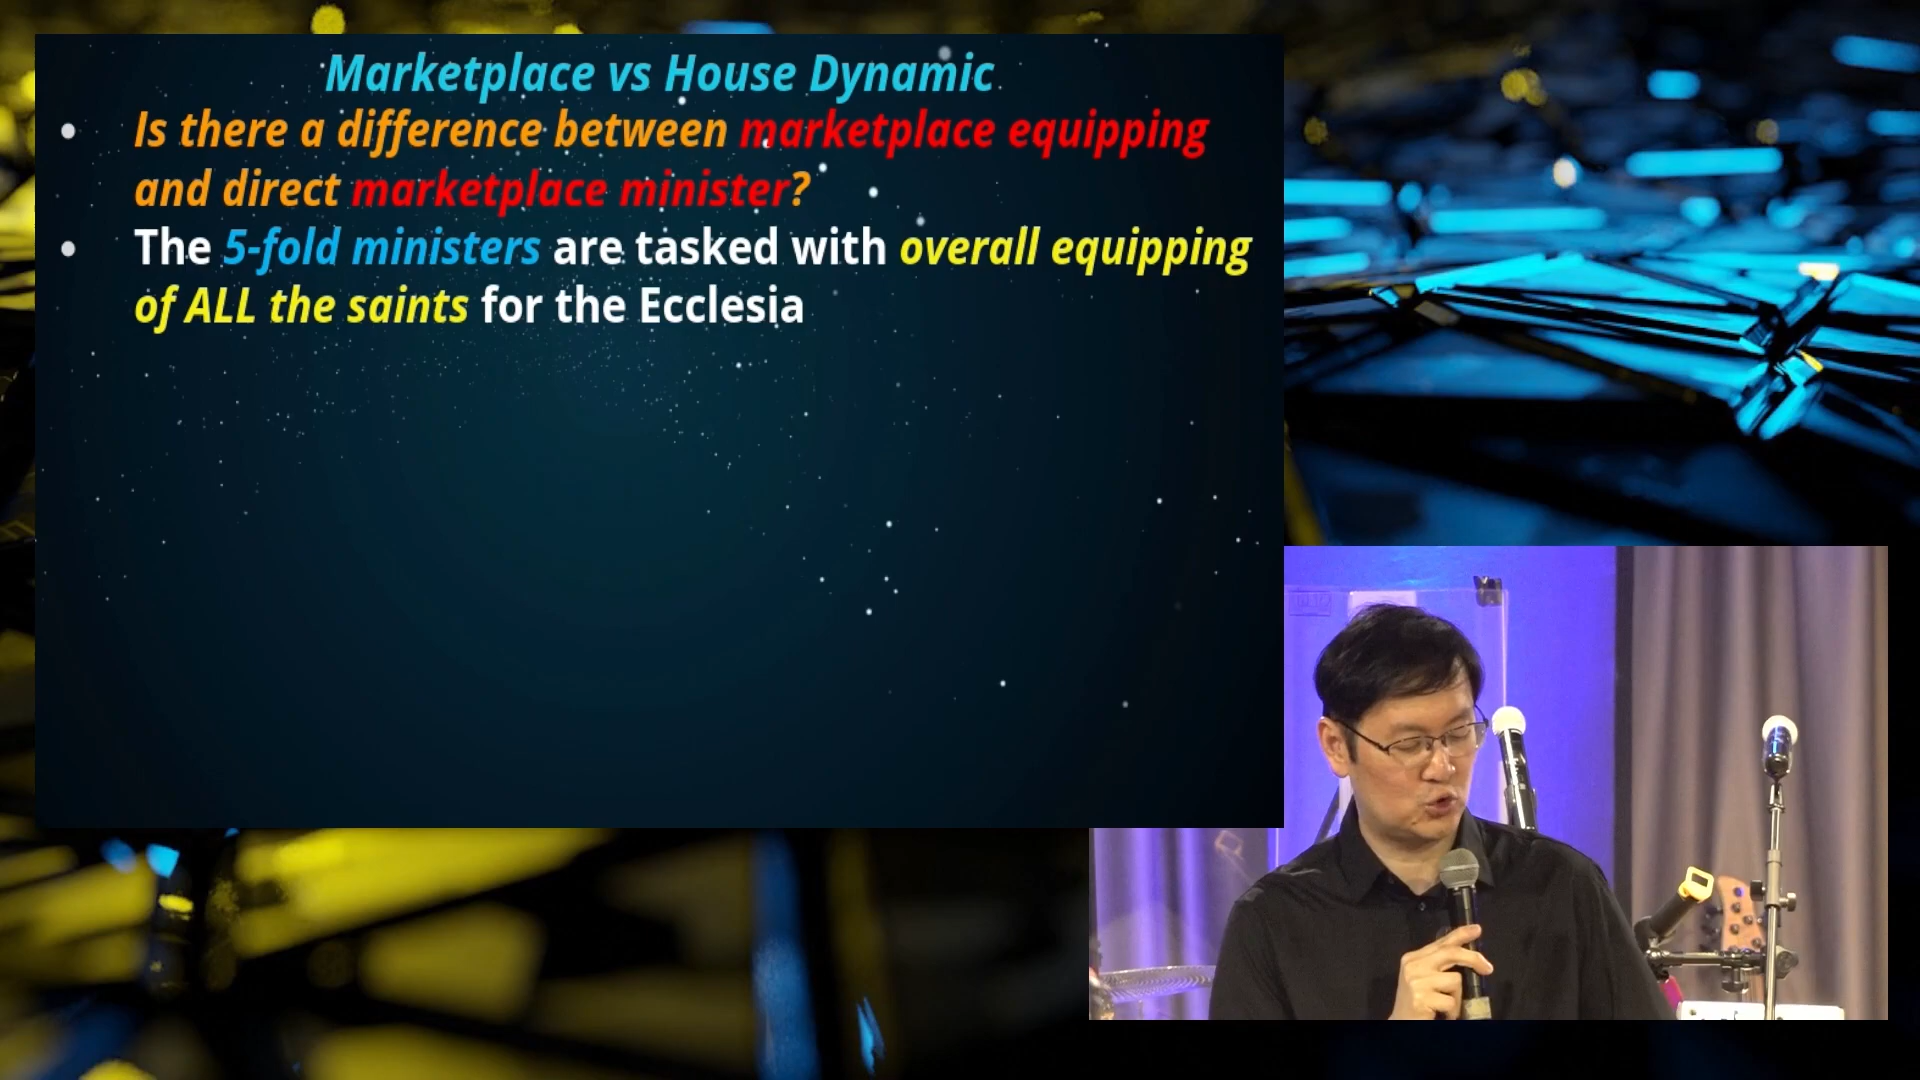 Marketplace vs House Dynamic
• Is there a difference between marketplace equipping
and direct marketplace minister?
• The 5-fold ministers are tasked with overall equipping
of ALL the saints for the Ecclesia